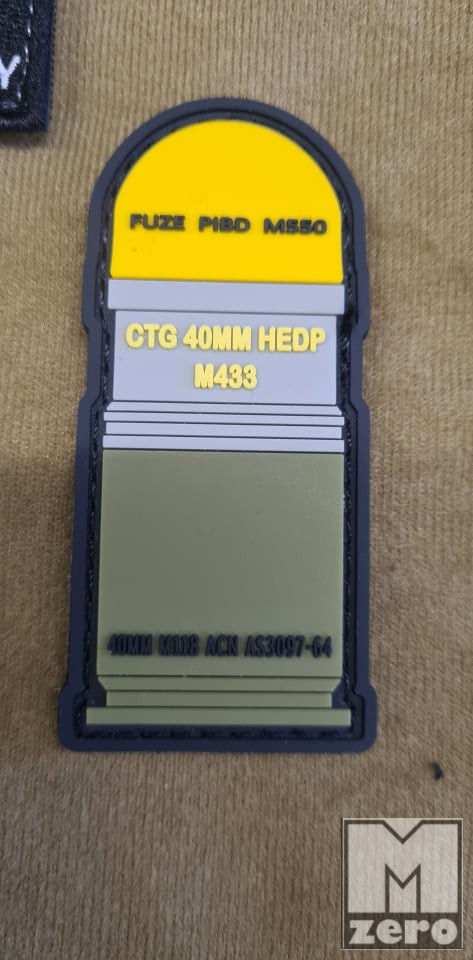 Y
FUZE PIBD M550
CTG 40MM HEDP
M433
40MM M118 ACN AS3097-64
M
zero